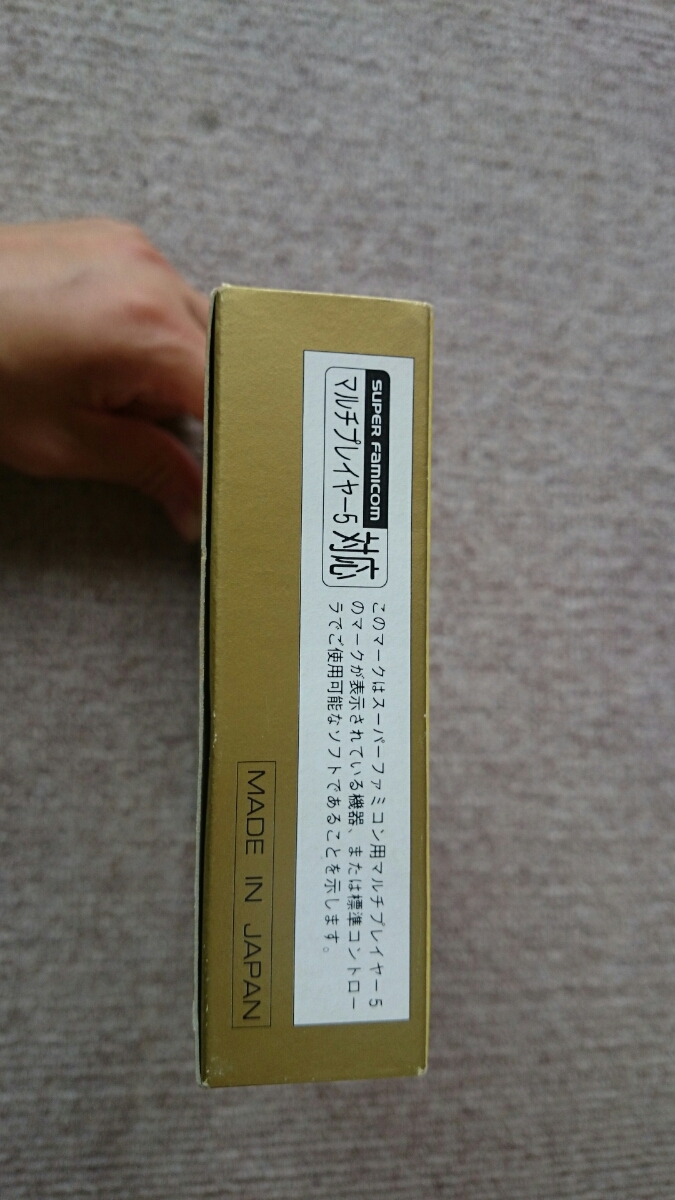 SUPER Famicom
マルチプレイヤー5 対応
このマークはスーパーファミコン用マルチプレイヤー5
のマークが表示されている機器、または標準コントロー
ラでご使用可能なソフトであることを示します。
MADE IN JAPAN